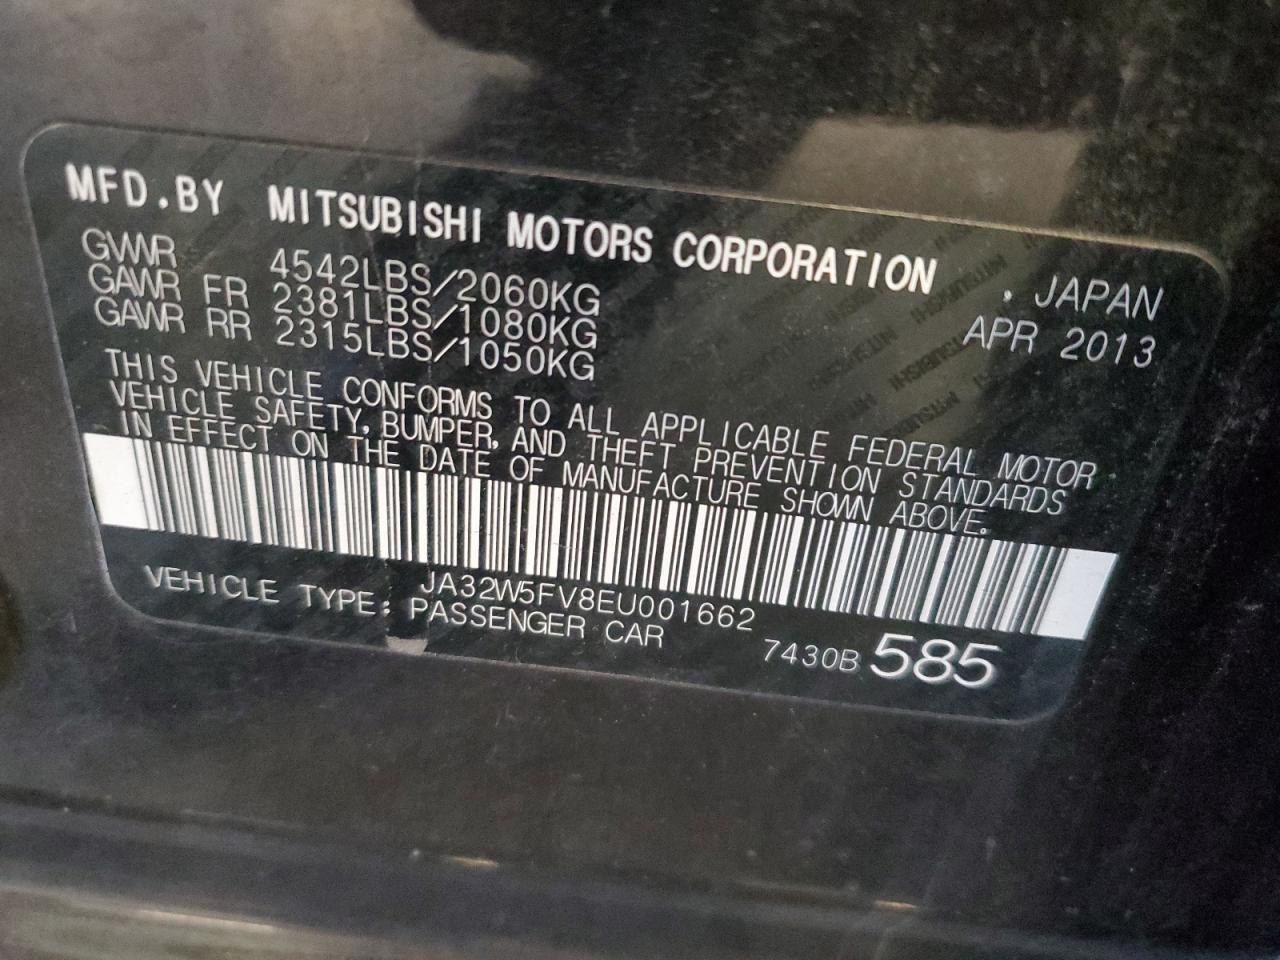 MFD.BY MITSUBISHI MOTORS CORPORATION . JAPAN
GVWR 4542LBS/2060KG APR 2013
GAWR FR 2381LBS/1080KG
GAWR RR 2315LBS/1050KG
THIS VEHICLE CONFORMS TO ALL APPLICABLE FEDERAL MOTOR
VEHICLE SAFETY, BUMPER, AND THEFT PREVENTION STANDARDS
IN EFFECT ON THE DATE OF MANUFACTURE SHOWN ABOVE.
JA32W5FV8EU001662
VEHICLE TYPE: PASSENGER CAR
7430B 585